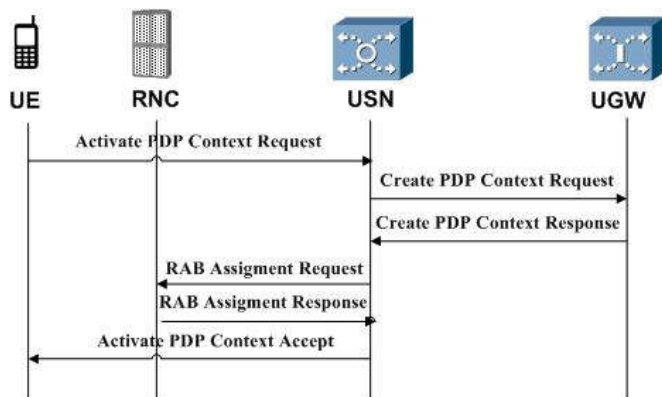 UE
RNC
USN
UGW
Activate PDP Context Request
Create PDP Context Request
Create PDP Context Response
RAB Assigment Request
RAB Assigment Response
Activate PDP Context Accept